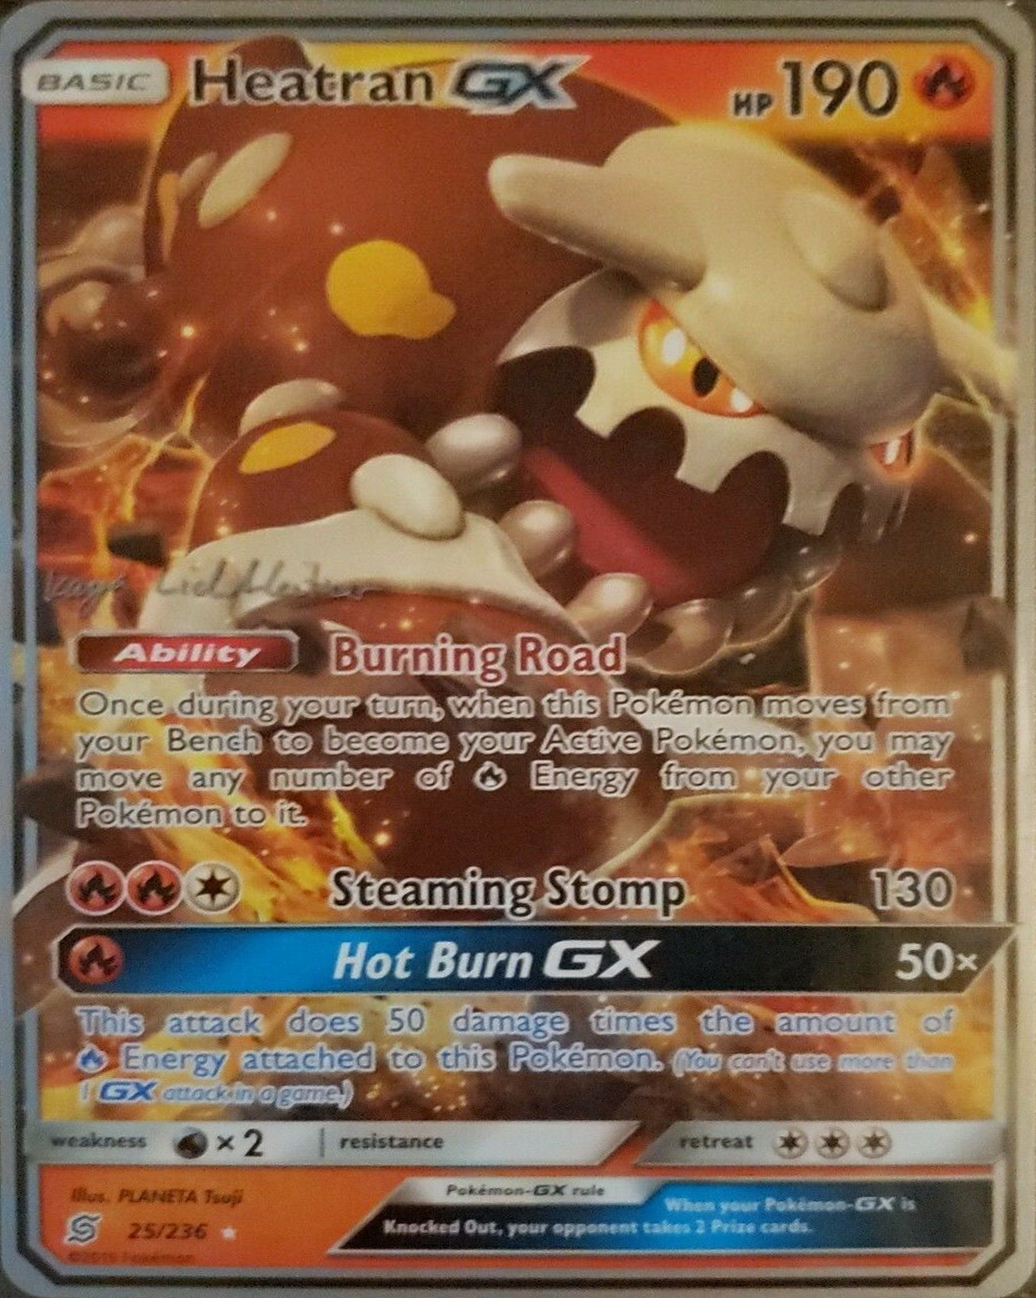 BASIC Heatran GX HP 190
Ability Burning Road
Once during your turn, when this Pokémon moves from
your Bench to become your Active Pokémon, you may
move any number of Energy from your other
Pokémon to it.
Steaming Stomp 130
Hot Burn GX 50×
This attack does 50 damage times the amount of
Energy attached to this Pokémon. (You can't use more than
1 GX attack in a game.)
weakness ×2 resistance retreat
Illus. PLANETA Tsuji
Pokémon-GX rule
When your Pokémon-GX is
Knocked Out, your opponent takes 2 Prize cards.
25/236
©2019 Pokémon